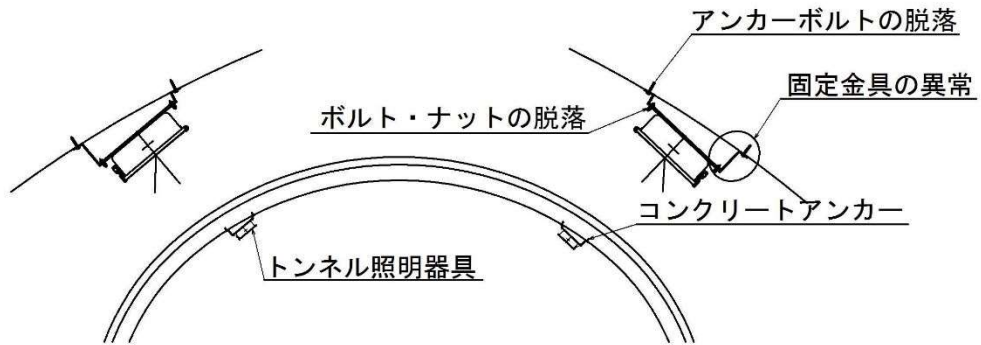 アンカーボルトの脱落
固定金具の異常
ボルト・ナットの脱落
コンクリートアンカー
トンネル照明器具